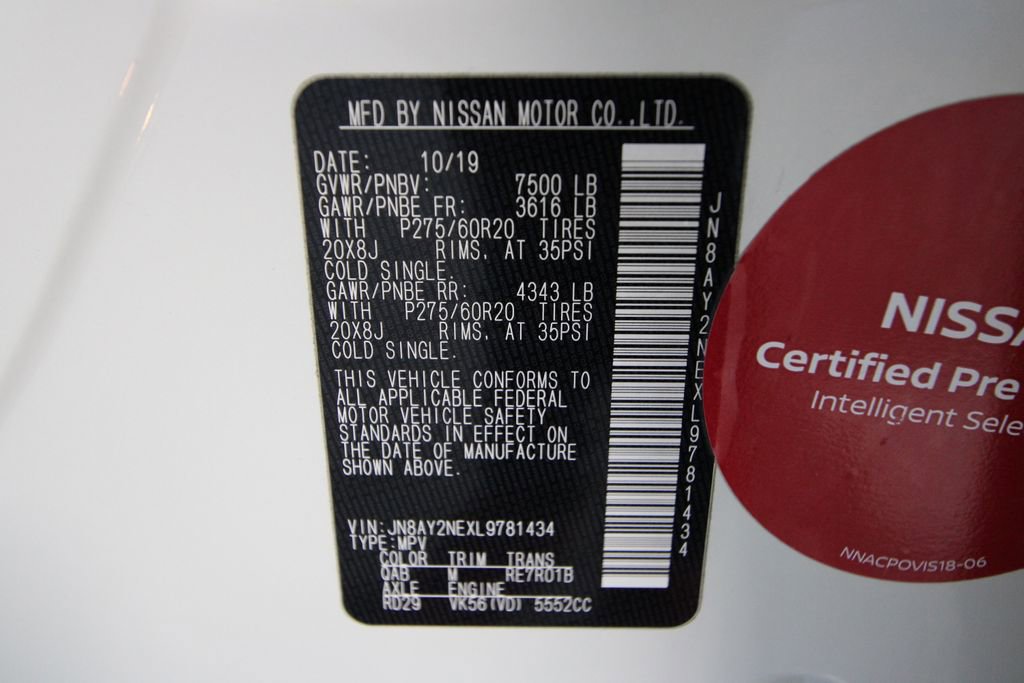 MFD BY NISSAN MOTOR CO.,LTD.
DATE: 10/19
GVWR/PNBV: 7500 LB
GAWR/PNBE FR: 3616 LB
WITH P275/60R20 TIRES
20X8J RIMS. AT 35PSI
COLD SINGLE.
GAWR/PNBE RR: 4343 LB
WITH P275/60R20 TIRES
20X8J RIMS. AT 35PSI
COLD SINGLE.
THIS VEHICLE CONFORMS TO
ALL APPLICABLE FEDERAL
MOTOR VEHICLE SAFETY
STANDARDS IN EFFECT ON
THE DATE OF MANUFACTURE
SHOWN ABOVE.
VIN:JN8AY2NEXL9781434
TYPE:MPV
COLOR TRIM TRANS
QAB M RE7R01B
AXLE ENGINE
RD29 VK56(VD) 5552CC
JN8AY2NEXL9781434
NISSA
Certified Pre
Intelligent Sele
NNACPOVIS18-06